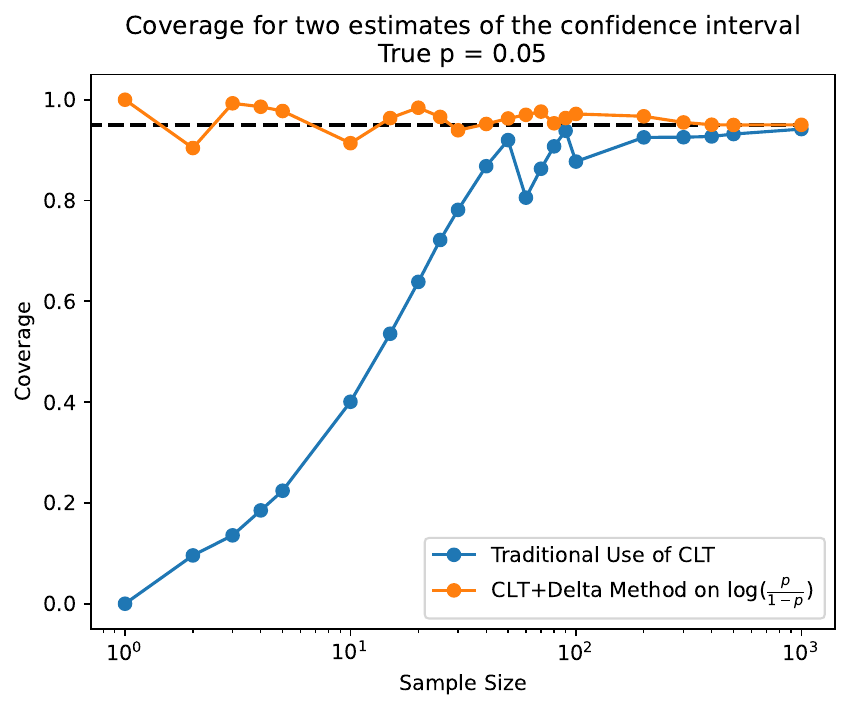 Coverage for two estimates of the confidence interval
True p = 0.05
Coverage
1.0
0.8
0.6
0.4
0.2
0.0
Traditional Use of CLT
CLT+Delta Method on log(p/(1−p))
10⁰ 10¹ 10² 10³
Sample Size